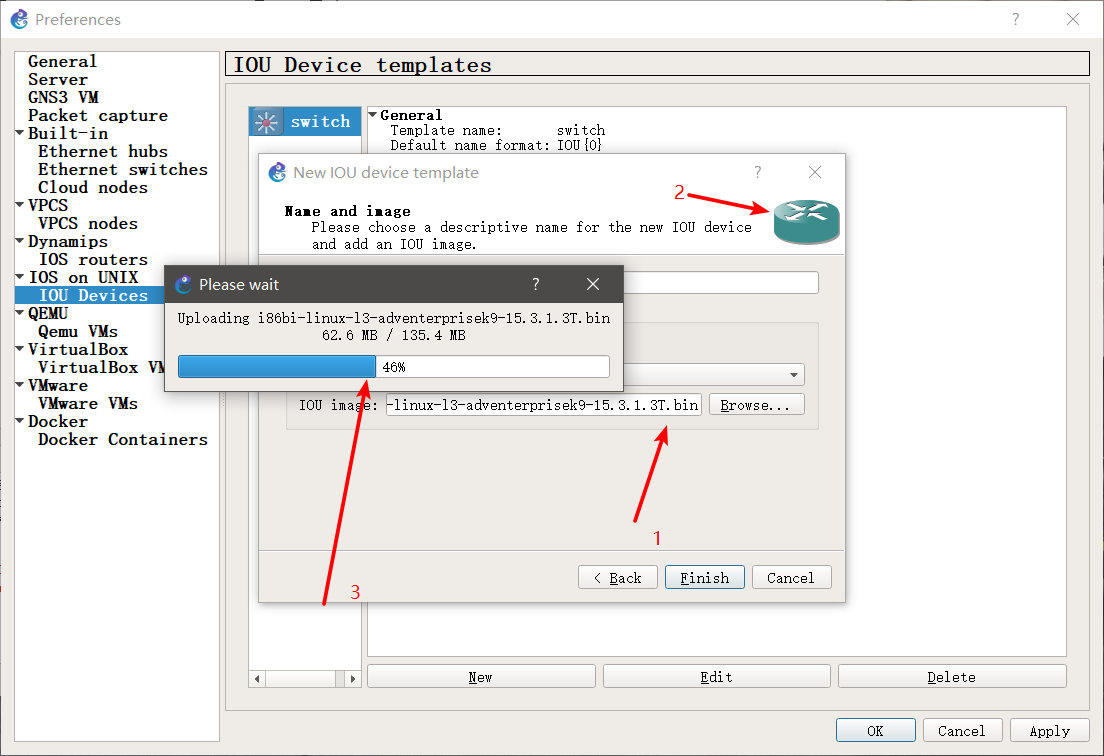 Preferences
?
General
Server
GNS3 VM
Packet capture
Built-in
Ethernet hubs
Ethernet switches
Cloud nodes
VPCS
VPCS nodes
Dynamips
IOS routers
IOS on UNIX
IOU Devices
QEMU
Qemu VMs
VirtualBox
VirtualBox VM
VMware
VMware VMs
Docker
Docker Containers
IOU Device templates
switch
General
Template name: switch
Default name format: IOU{0}
New IOU device template
?
2
Name and image
Please choose a descriptive name for the new IOU device
and add an IOU image.
Please wait
?
Uploading i86bi-linux-l3-adventerprisek9-15.3.1.3T.bin
62.6 MB / 135.4 MB
46%
IOU image: -linux-l3-adventerprisek9-15.3.1.3T.bin Browse...
1
3
< Back Finish Cancel
New Edit Delete
OK Cancel Apply